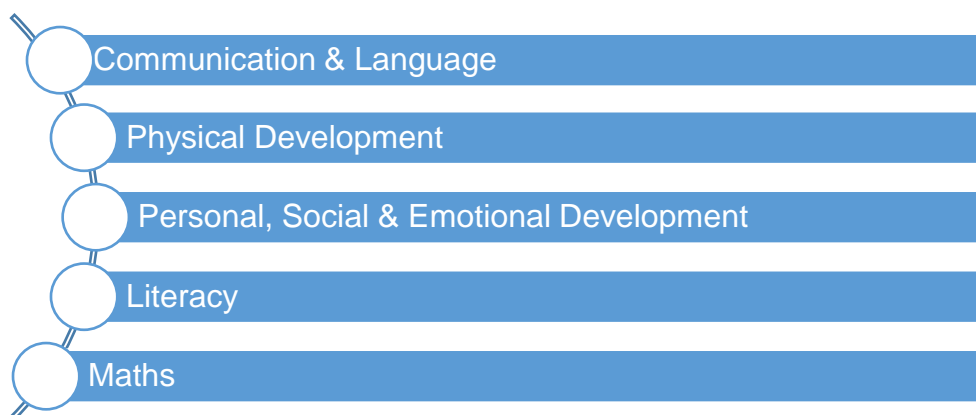 Communication & Language
Physical Development
Personal, Social & Emotional Development
Literacy
Maths